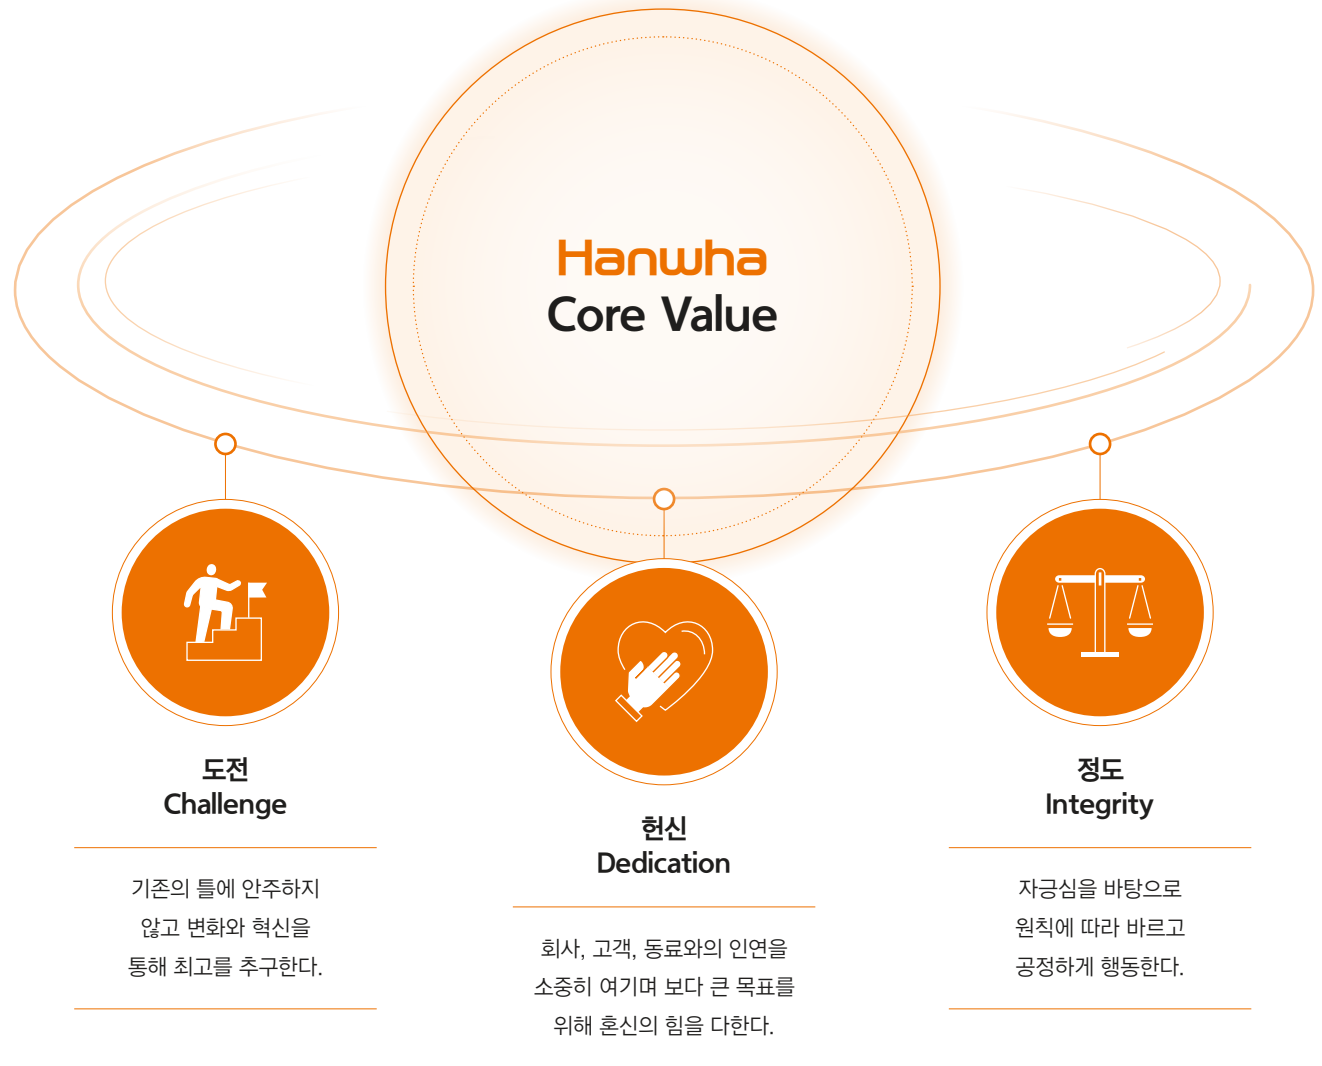 Hanwha
Core Value
도전
Challenge
기존의 틀에 안주하지
않고 변화와 혁신을
통해 최고를 추구한다.
헌신
Dedication
회사, 고객, 동료와의 인연을
소중히 여기며 보다 큰 목표를
위해 혼신의 힘을 다한다.
정도
Integrity
자긍심을 바탕으로
원칙에 따라 바르고
공정하게 행동한다.